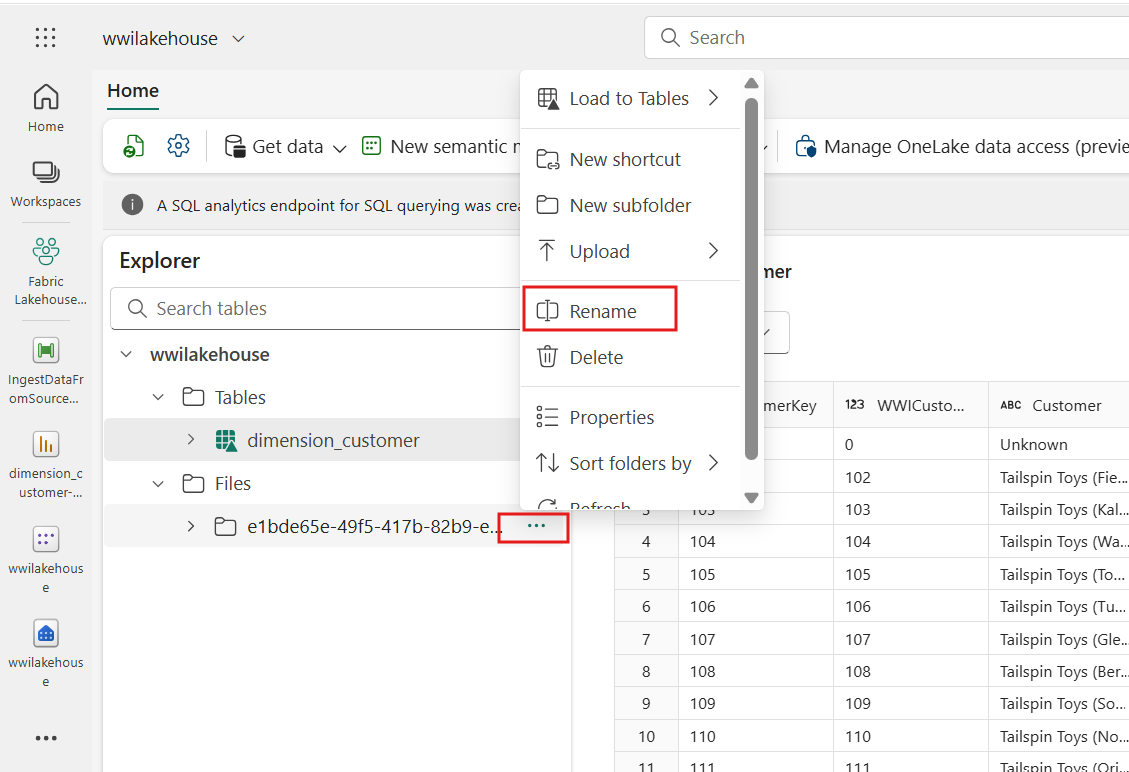 wwilakehouse
Search
Home
Workspaces
Fabric
Lakehouse...
IngestDataFr
omSource...
dimension_c
ustomer-...
wwilakehous
e
wwilakehous
e
Home
Get data
New semantic
Manage OneLake data access (previe
A SQL analytics endpoint for SQL querying was crea
Explorer
Search tables
wwilakehouse
Tables
dimension_customer
Files
e1bde65e-49f5-417b-82b9-e...
...
Load to Tables
New shortcut
New subfolder
Upload
Rename
Delete
Properties
Sort folders by
Refresh
mer
merKey 123 WWICusto... ABC Customer
0 Unknown
102 Tailspin Toys (Fie...
3 103 103 Tailspin Toys (Kal...
4 104 104 Tailspin Toys (Wa...
5 105 105 Tailspin Toys (To...
6 106 106 Tailspin Toys (Tu...
7 107 107 Tailspin Toys (Gle...
8 108 108 Tailspin Toys (Ber...
9 109 109 Tailspin Toys (So...
10 110 110 Tailspin Toys (No...
11 111 111 Tailspin Toys (Ori...